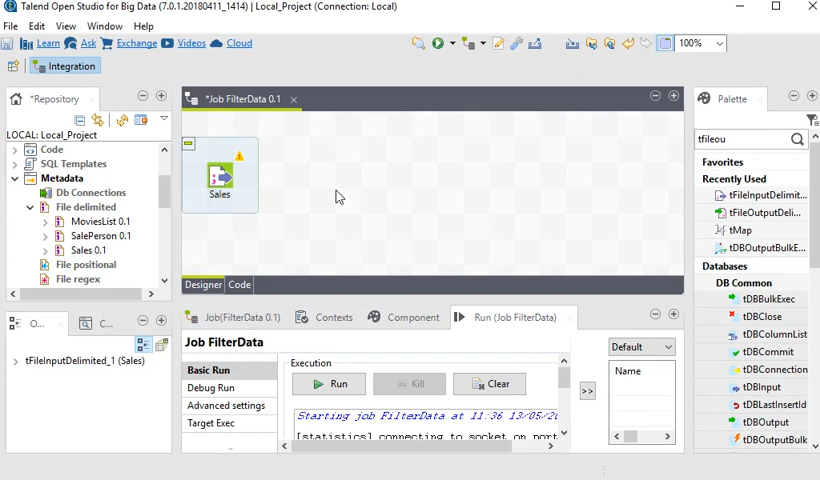 Talend Open Studio for Big Data (7.0.1.20180411_1414) | Local_Project (Connection: Local)
File Edit View Window Help
Learn Ask Exchange Videos Cloud 100%
Integration
*Repository
*Job FilterData 0.1
Palette
LOCAL: Local_Project
tfileou
Code
SQL Templates
Metadata
Db Connections
File delimited
MoviesList 0.1
SalePerson 0.1
Sales 0.1
File positional
File regex
Sales
Designer Code
Favorites
Recently Used
tFileInputDelimit...
tFileOutputDeli...
tMap
tDBOutputBulkE...
Databases
DB Common
tDBBulkExec
tDBClose
tDBColumnList
tDBCommit
tDBConnection
tDBInput
tDBLastInsertId
tDBOutput
tDBOutputBulk
O... C...
tFileInputDelimited_1 (Sales)
Job(FilterData 0.1) Contexts Component Run (Job FilterData)
Job FilterData
Basic Run
Debug Run
Advanced settings
Target Exec
Execution
Run Kill Clear
Starting job FilterData at 11:36 13/05/20
[statistics] connecting to socket on port
>>
Default
Name